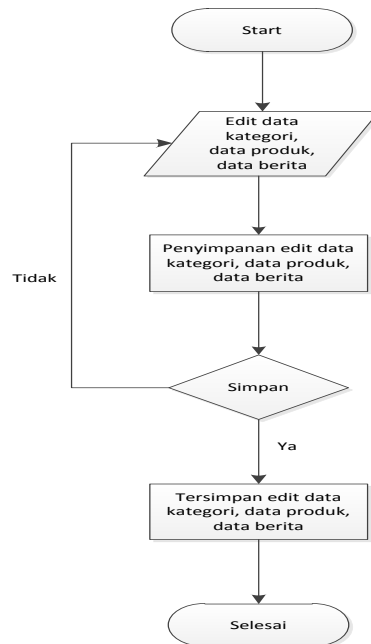 Start
Edit data
kategori,
data produk,
data berita
Penyimpanan edit data
kategori, data produk,
data berita
Tidak
Simpan
Ya
Tersimpan edit data
kategori, data produk,
data berita
Selesai